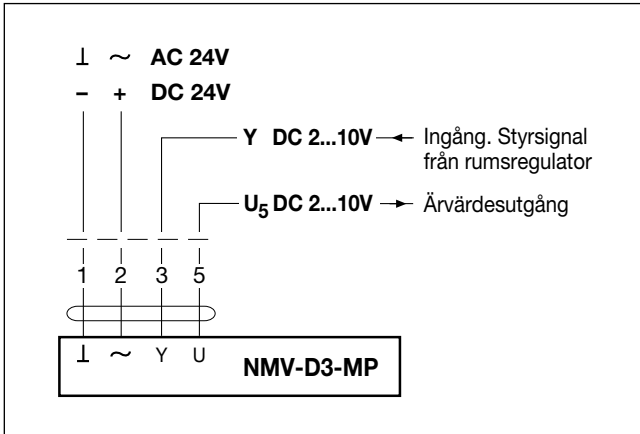 ⊥ ~ AC 24V
– + DC 24V
Y DC 2...10V Ingång. Styrsignal
från rumsregulator
U5 DC 2...10V Ärvärdesutgång
1 2 3 5
⊥ ~ Y U
NMV-D3-MP